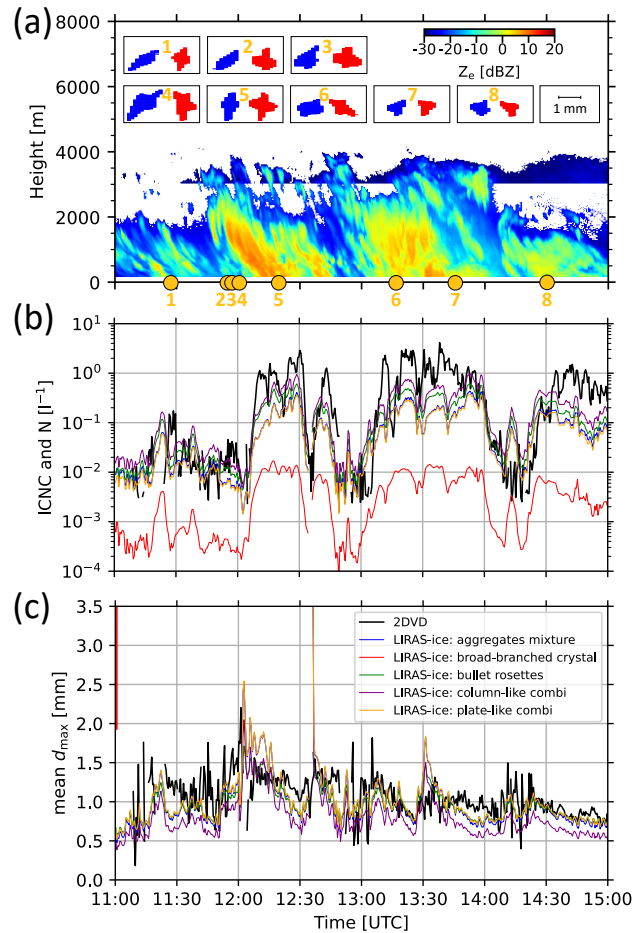 (a)
8000
6000
4000
2000
0
Height [m]
1 2 3
4 5 6 7 8
1 mm
-30 -20 -10 0 10 20
Zₑ [dBZ]
1 2 3 4 5 6 7 8
(b)
10¹
10⁰
10⁻¹
10⁻²
10⁻³
10⁻⁴
ICNC and N [l⁻¹]
(c)
3.5
3.0
2.5
2.0
1.5
1.0
0.5
0.0
mean dmax [mm]
2DVD
LIRAS-ice: aggregates mixture
LIRAS-ice: broad-branched crystal
LIRAS-ice: bullet rosettes
LIRAS-ice: column-like combi
LIRAS-ice: plate-like combi
11:00 11:30 12:00 12:30 13:00 13:30 14:00 14:30 15:00
Time [UTC]